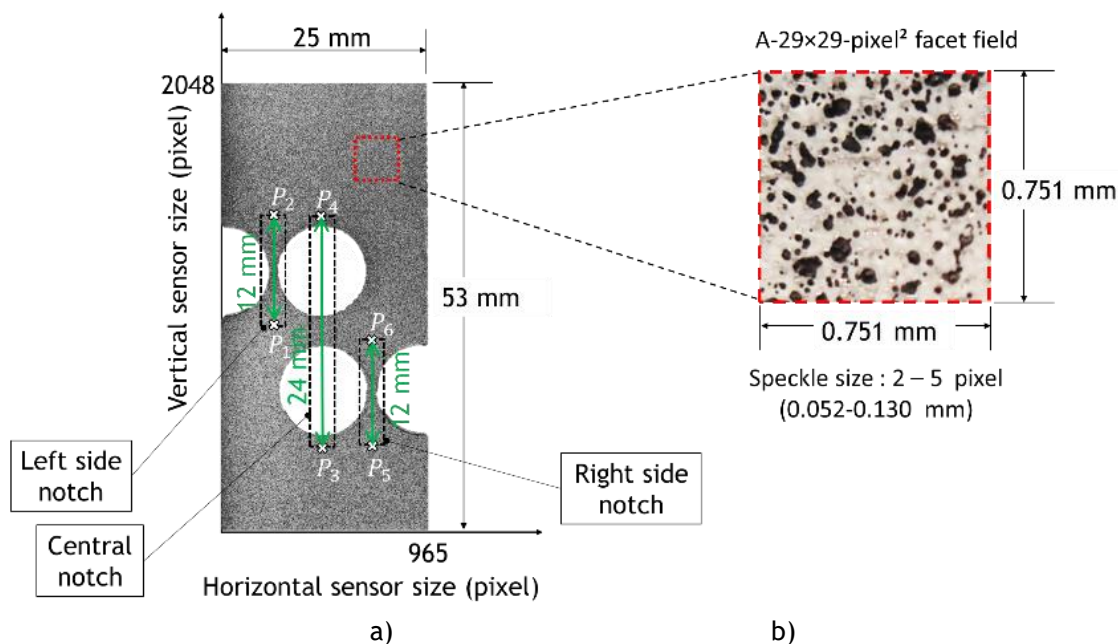 25 mm
2048
Vertical sensor size (pixel)
P₂
P₄
12 mm
P₁
24 mm
P₆
12 mm
P₃
P₅
53 mm
Left side
notch
Central
notch
Right side
notch
965
Horizontal sensor size (pixel)
a)
A-29×29-pixel² facet field
0.751 mm
0.751 mm
Speckle size : 2 – 5 pixel
(0.052-0.130 mm)
b)